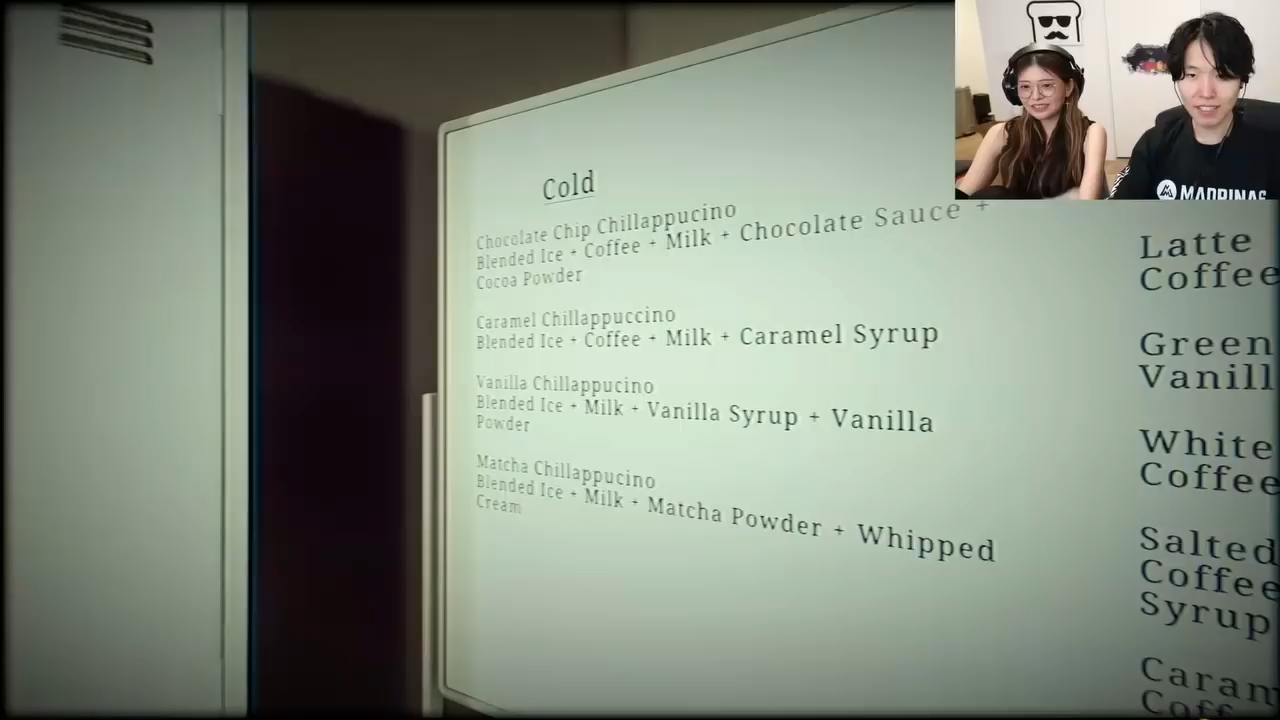 Cold
Chocolate Chip Chillappucino
Blended Ice + Coffee + Milk + Chocolate Sauce +
Cocoa Powder
Caramel Chillappuccino
Blended Ice + Coffee + Milk + Caramel Syrup
Vanilla Chillappucino
Blended Ice + Milk + Vanilla Syrup + Vanilla
Powder
Matcha Chillappucino
Blended Ice + Milk + Matcha Powder + Whipped
Cream
Latte
Coffee
Green
Vanill
White
Coffee
Salted
Coffee
Syrup
Caram
Coff
MADRINAS